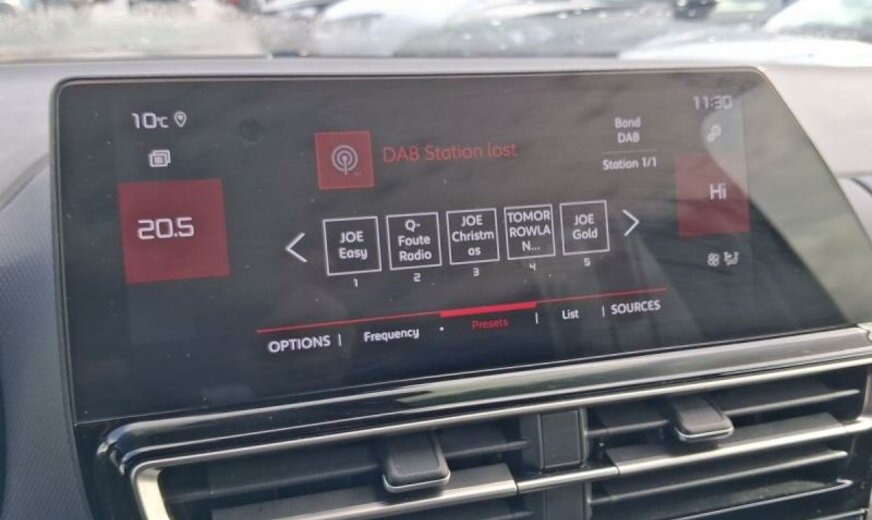 10°C
11:30
Band
DAB
DAB Station lost
Station 1/1
20.5
Hi
JOE
Easy
1
Q-
Foute
Radio
2
JOE
Christm
as
3
TOMOR
ROWLA
N...
4
JOE
Gold
5
OPTIONS | Frequency • Presets | List | SOURCES